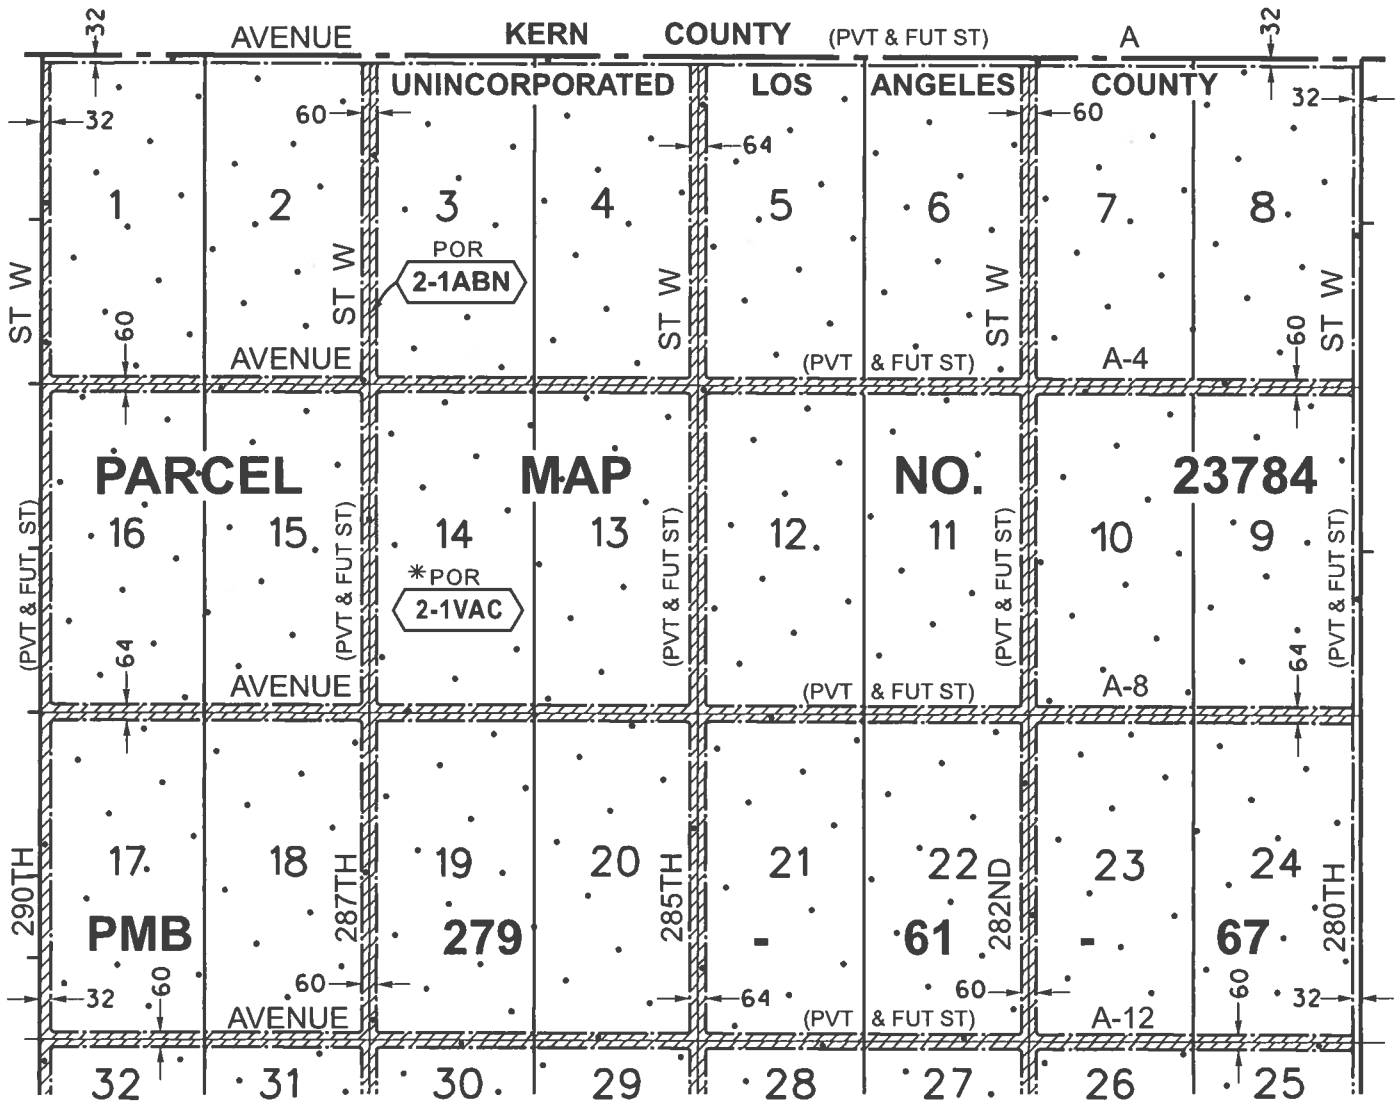 32
AVENUE KERN COUNTY (PVT & FUT ST) A
32
UNINCORPORATED LOS ANGELES COUNTY
32 60 64 60 32
1 2 3 4 5 6 7. 8
POR
2-1ABN
ST W ST W ST W ST W ST W
60 60
AVENUE (PVT & FUT ST) A-4
PARCEL MAP NO. 23784
16 15 14 13 12 11 10 9
(PVT & FUT ST) (PVT & FUT ST) (PVT & FUT ST) (PVT & FUT ST) (PVT & FUT ST)
*POR
2-1VAC
64 64
AVENUE (PVT & FUT ST) A-8
17 18 19 20 21 22 23 24
290TH 287TH 285TH 282ND 280TH
PMB 279 - 61 - 67
60 60
32 60 64 60 32
AVENUE (PVT & FUT ST) A-12
32 31 30 29 28 27 26 25